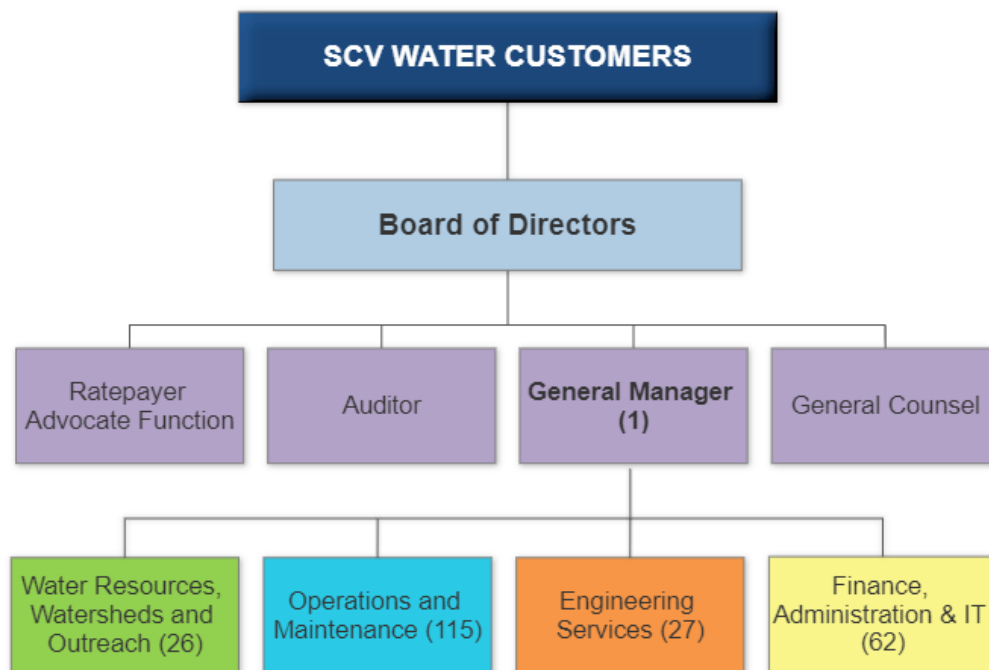 SCV WATER CUSTOMERS
Board of Directors
Ratepayer
Advocate Function
Auditor
General Manager
(1)
General Counsel
Water Resources,
Watersheds and
Outreach (26)
Operations and
Maintenance (115)
Engineering
Services (27)
Finance,
Administration & IT
(62)